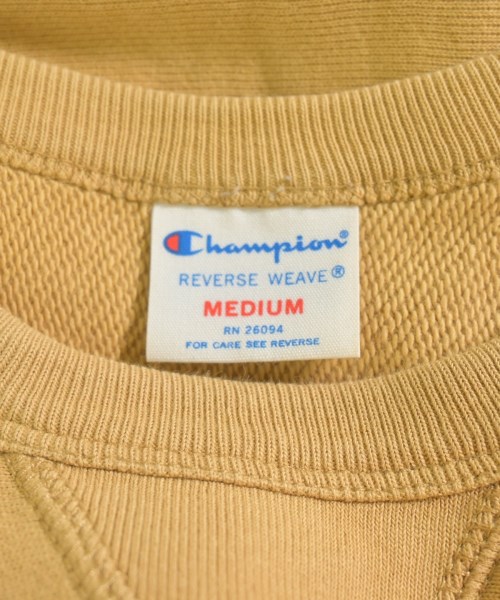 Champion®
REVERSE WEAVE®
MEDIUM
RN 26094
FOR CARE SEE REVERSE